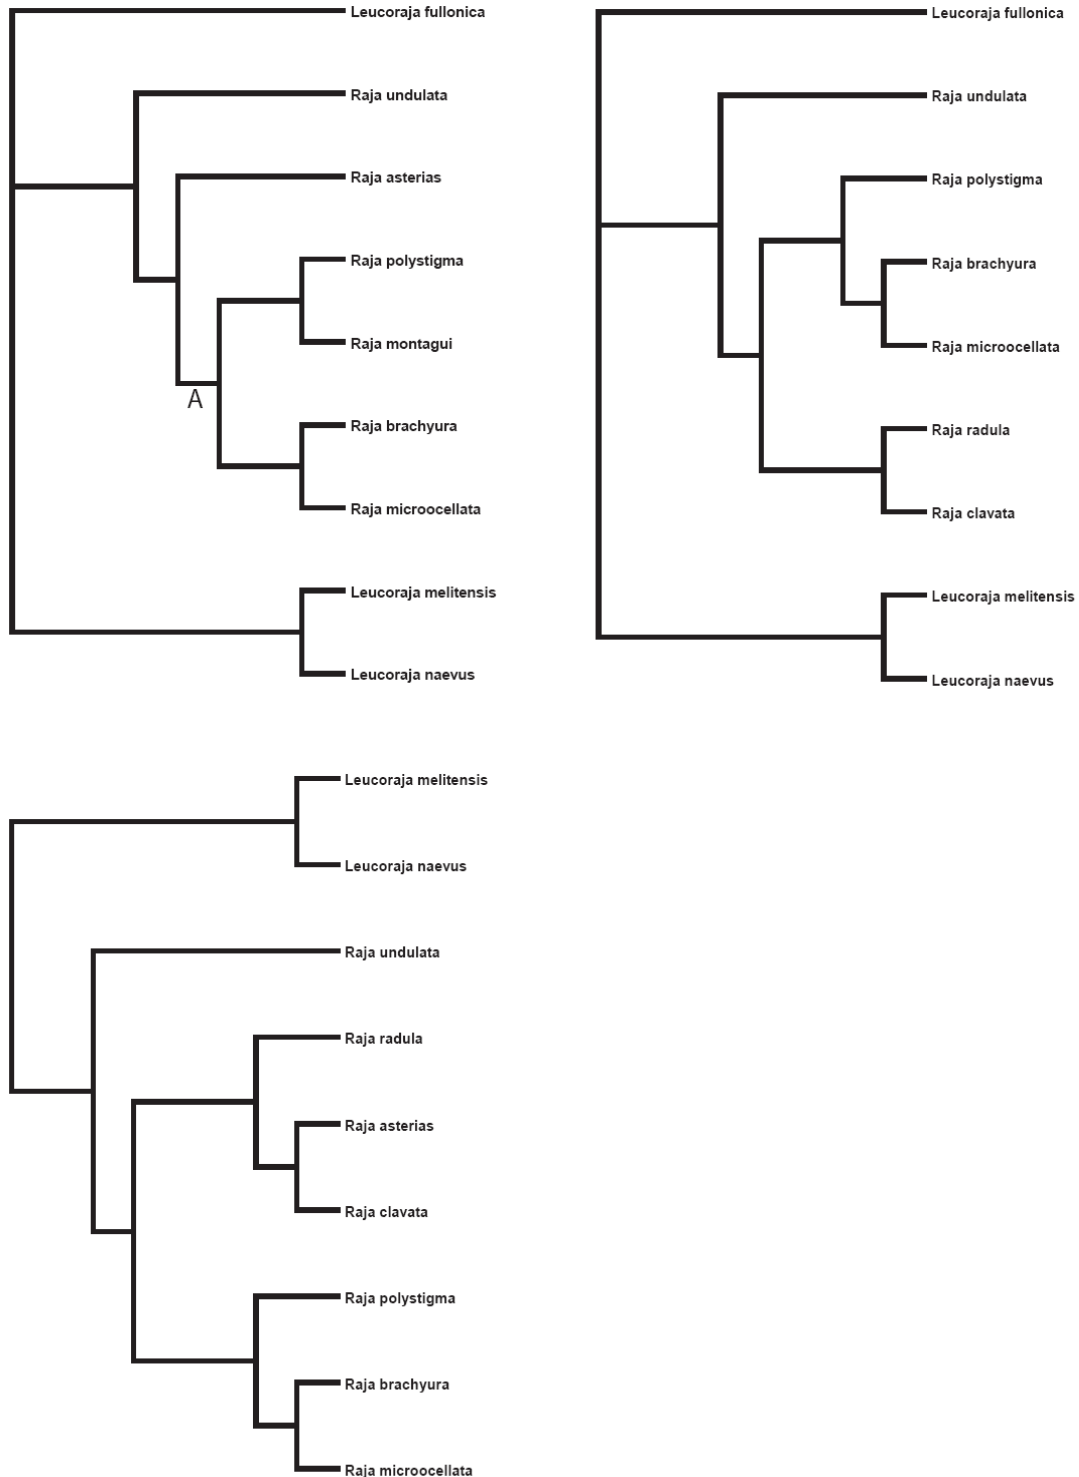 Leucoraja fullonica
Raja undulata
Raja asterias
Raja polystigma
Raja montagui
A
Raja brachyura
Raja microocellata
Leucoraja melitensis
Leucoraja naevus
Leucoraja fullonica
Raja undulata
Raja polystigma
Raja brachyura
Raja microocellata
Raja radula
Raja clavata
Leucoraja melitensis
Leucoraja naevus
Leucoraja melitensis
Leucoraja naevus
Raja undulata
Raja radula
Raja asterias
Raja clavata
Raja polystigma
Raja brachyura
Raja microocellata